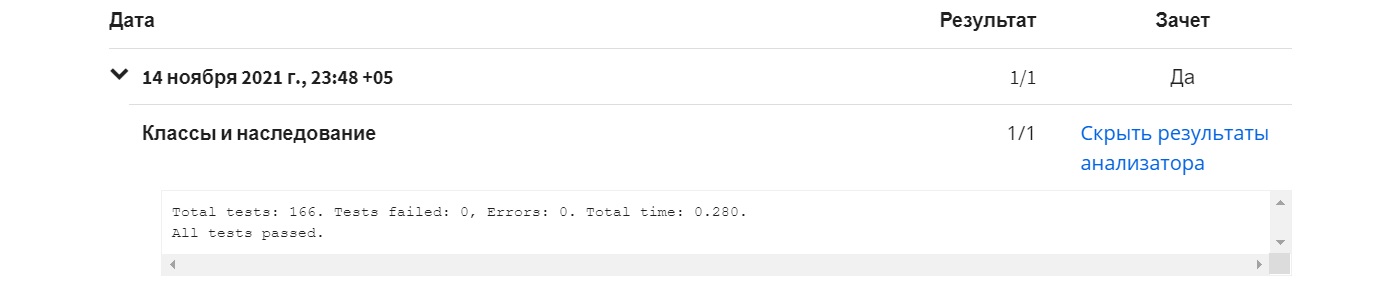 Дата Результат Зачет
14 ноября 2021 г., 23:48 +05 1/1 Да
Классы и наследование 1/1 Скрыть результаты
анализатора
Total tests: 166. Tests failed: 0, Errors: 0. Total time: 0.280.
All tests passed.